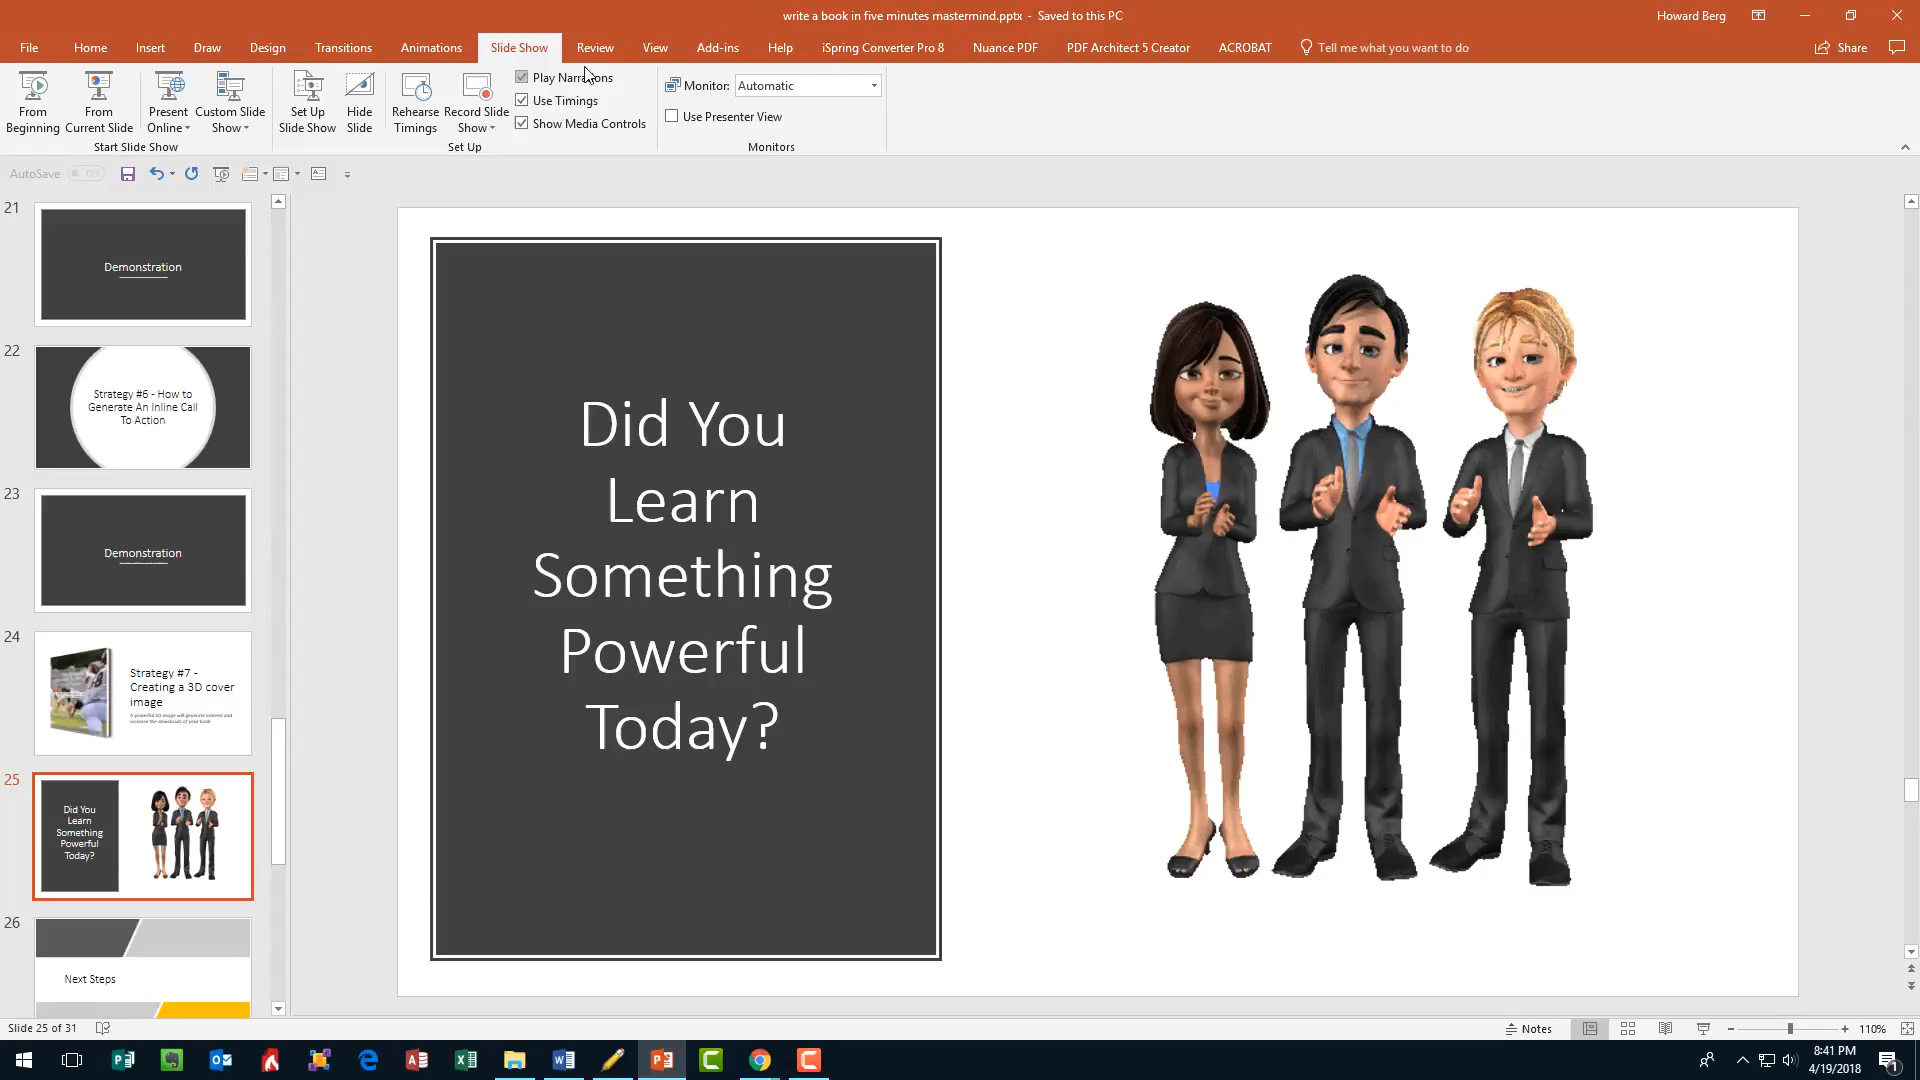 write a book in five minutes mastermind.pptx - Saved to this PC
Howard Berg
File Home Insert Draw Design Transitions Animations Slide Show Review View Add-ins Help iSpring Converter Pro 8 Nuance PDF PDF Architect 5 Creator ACROBAT Tell me what you want to do Share
From Beginning
From Current Slide
Present Online
Custom Slide Show
Start Slide Show
Set Up Slide Show
Hide Slide
Rehearse Timings
Record Slide Show
Play Narrations
Use Timings
Show Media Controls
Set Up
Monitor: Automatic
Use Presenter View
Monitors
AutoSave Off
21
Demonstration
22
Strategy #6 - How to
Generate An Inline Call
To Action
23
Demonstration
24
Strategy #7 -
Creating a 3D cover
image
A powerful 3D image will generate interest and
increase the downloads of your book
25
Did You
Learn
Something
Powerful
Today?
26
Next Steps
Did You
Learn
Something
Powerful
Today?
Slide 25 of 31
Notes
110%
8:41 PM
4/19/2018
1